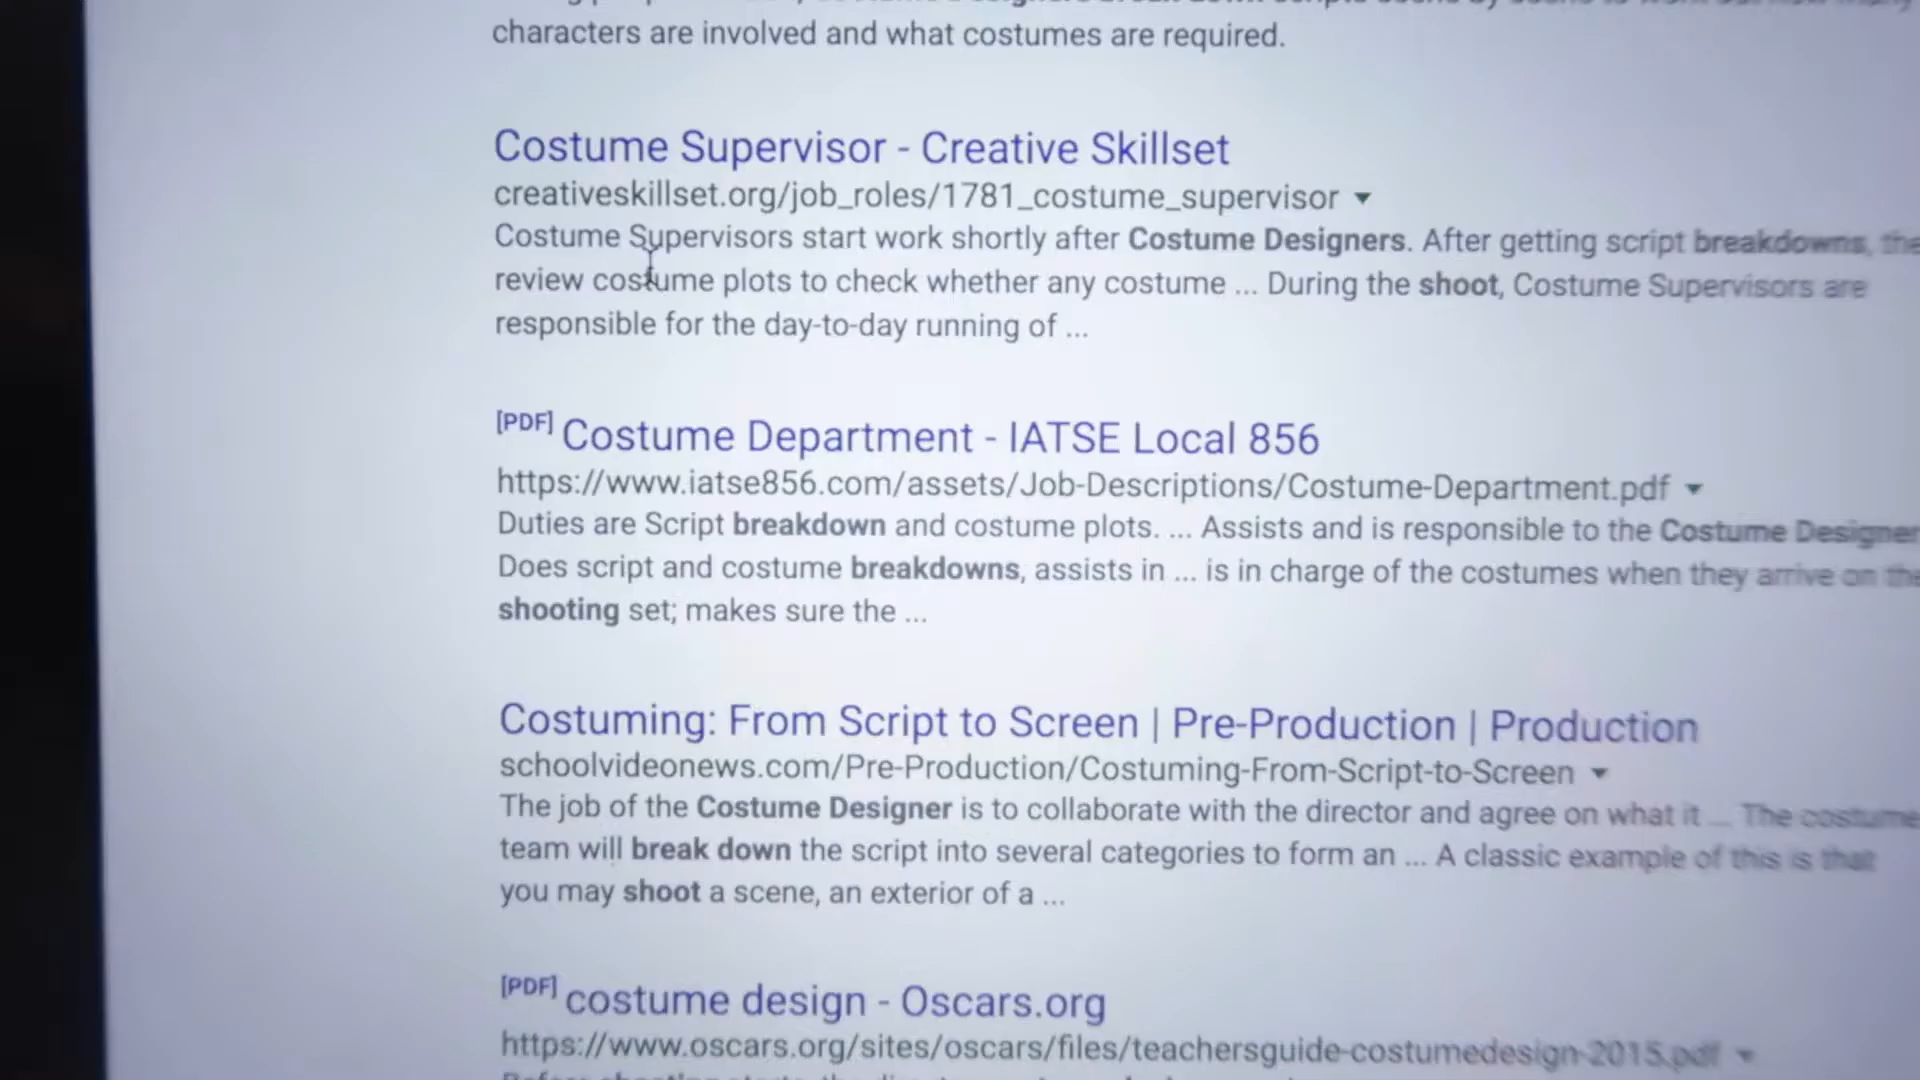 characters are involved and what costumes are required.
Costume Supervisor - Creative Skillset
creativeskillset.org/job_roles/1781_costume_supervisor
Costume Supervisors start work shortly after Costume Designers. After getting script breakdowns, the
review costume plots to check whether any costume ... During the shoot, Costume Supervisors are
responsible for the day-to-day running of ...
[PDF] Costume Department - IATSE Local 856
https://www.iatse856.com/assets/Job-Descriptions/Costume-Department.pdf
Duties are Script breakdown and costume plots. ... Assists and is responsible to the Costume Designer
Does script and costume breakdowns, assists in ... is in charge of the costumes when they arrive on the
shooting set; makes sure the ...
Costuming: From Script to Screen | Pre-Production | Production
schoolvideonews.com/Pre-Production/Costuming-From-Script-to-Screen
The job of the Costume Designer is to collaborate with the director and agree on what it ... The costume
team will break down the script into several categories to form an ... A classic example of this is that
you may shoot a scene, an exterior of a ...
[PDF] costume design - Oscars.org
https://www.oscars.org/sites/oscars/files/teachersguide-costumedesign-2015.pdf